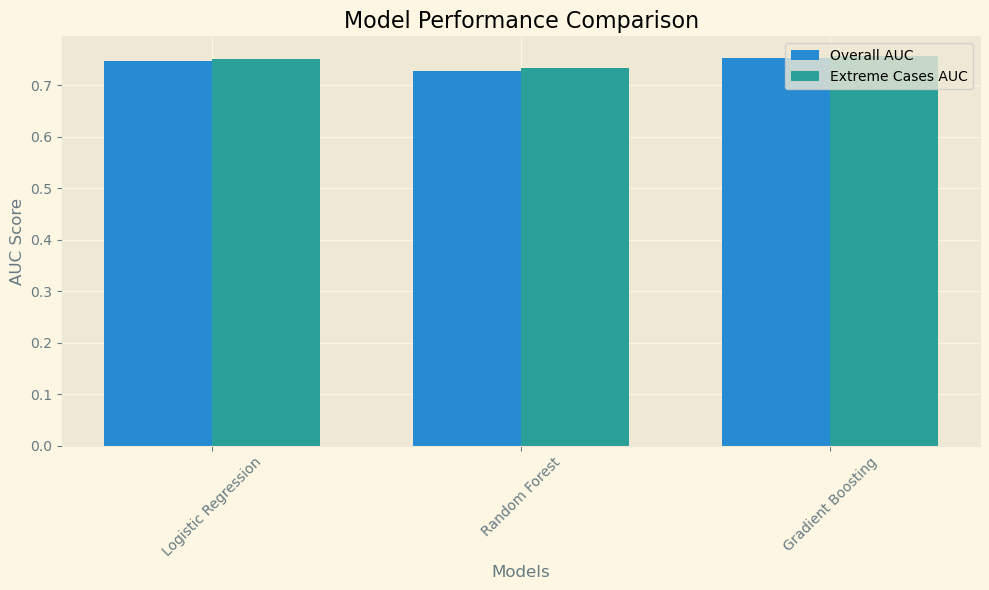 Model Performance Comparison
Overall AUC
Extreme Cases AUC
AUC Score
0.7
0.6
0.5
0.4
0.3
0.2
0.1
0.0
Logistic Regression
Random Forest
Gradient Boosting
Models